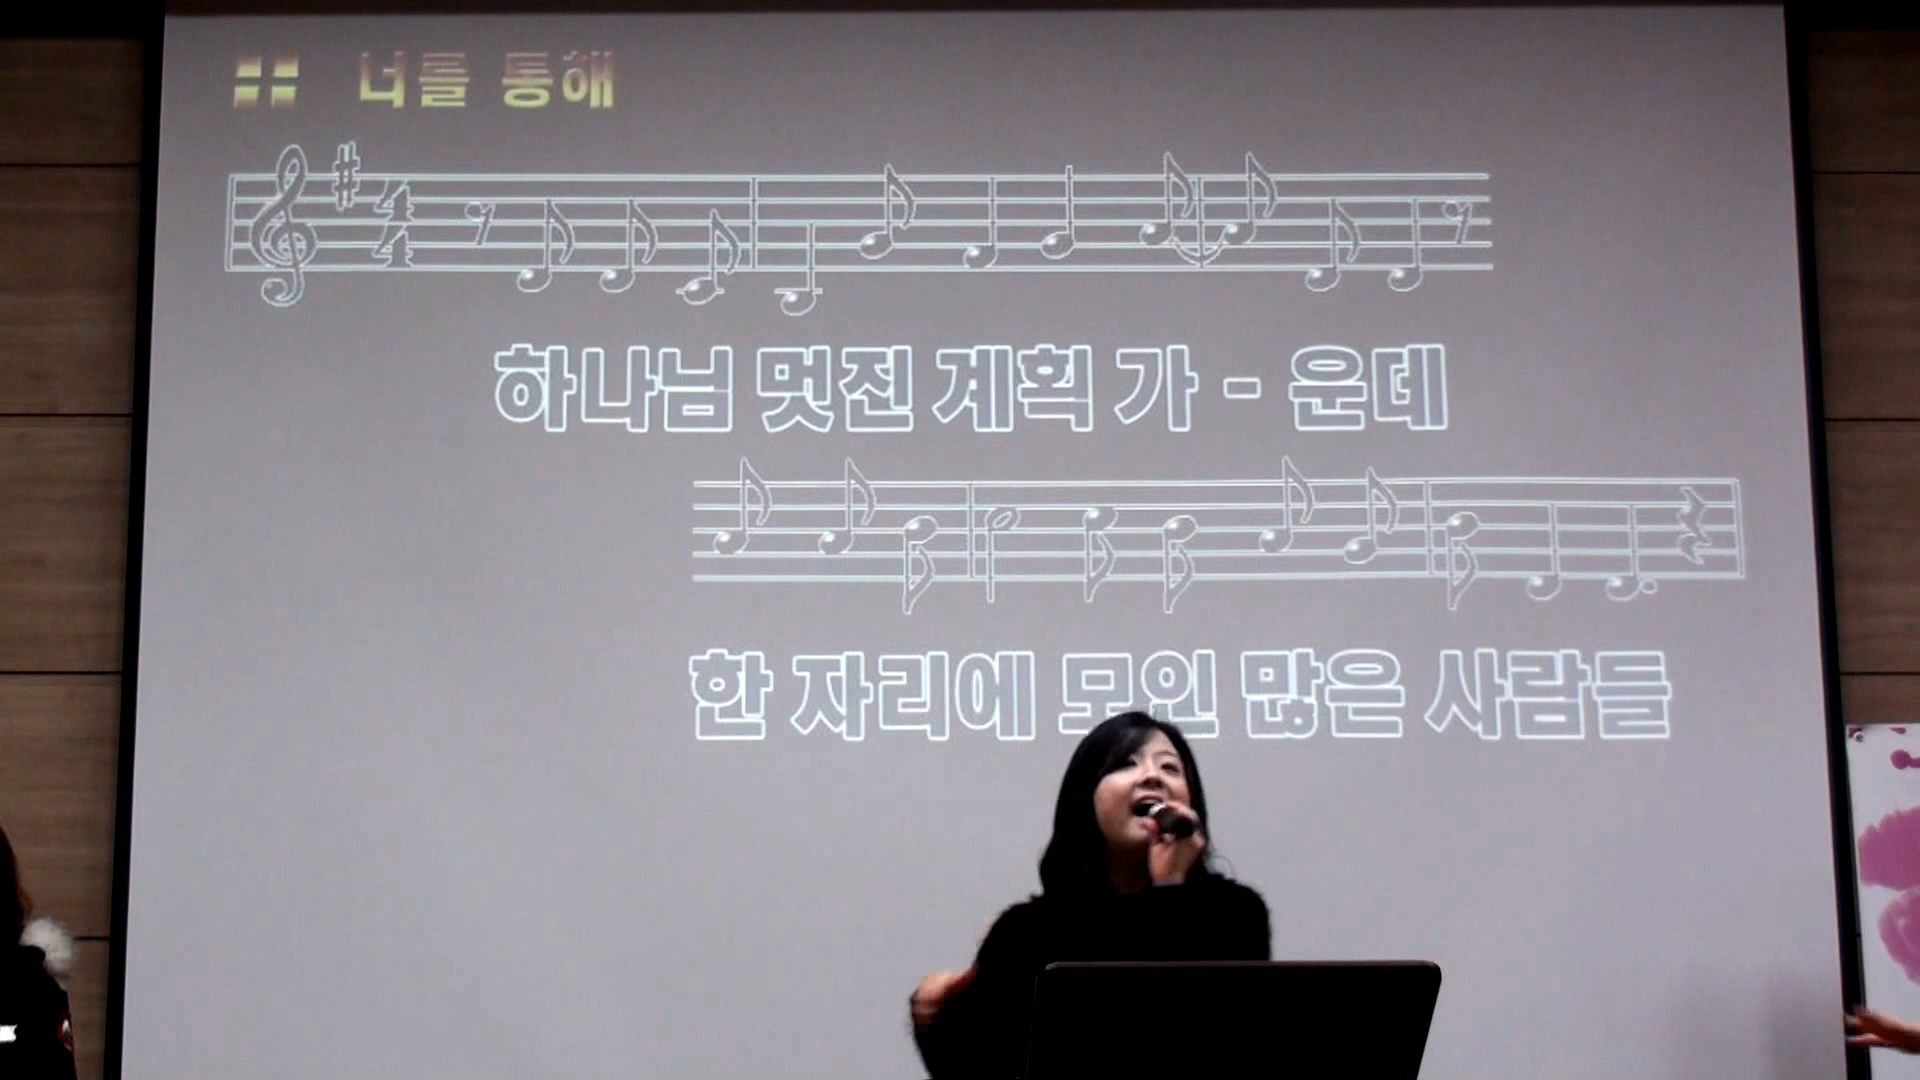 너를 통해
하나님 멋진 계획 가 - 운데
한 자리에 모인 많은 사람들